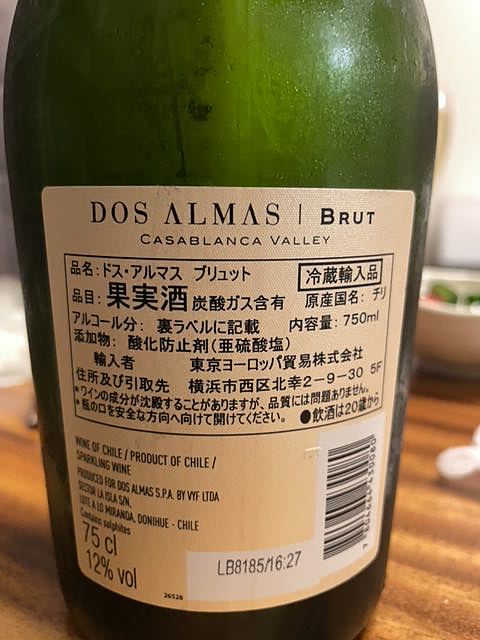 DOS ALMAS | BRUT
CASABLANCA VALLEY
品名：ドス・アルマス ブリュット 冷蔵輸入品
品目：果実酒 炭酸ガス含有 原産国名：チリ
アルコール分： 裏ラベルに記載 内容量：750ml
添加物： 酸化防止剤（亜硫酸塩）
輸入者 東京ヨーロッパ貿易株式会社
住所及び引取先 横浜市西区北幸2-9-30 5F
*ワインの成分が沈殿することがありますが、品質には問題ありません。
*瓶の口を安全な方向へ向けて開けてください。 ●飲酒は20歳から
WINE OF CHILE / PRODUCT OF CHILE /
SPARKLING WINE
PRODUCED FOR DOS ALMAS S.P.A. BY VYF LTDA
SECTOR LA ISLA S/N,
LOTE A LO MIRANDA, DONIHUE - CHILE
Contains sulphites
75 cl
12% vol
26528
LB8185/16:27